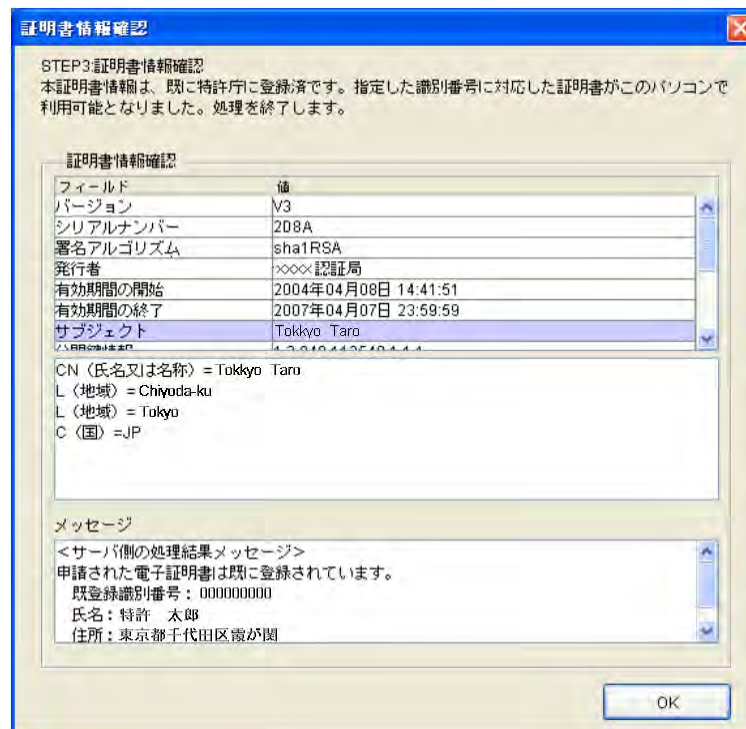 証明書情報確認
STEP3:証明書情報確認
本証明書情報は、既に特許庁に登録済です。指定した識別番号に対応した証明書がこのパソコンで
利用可能となりました。処理を終了します。
証明書情報確認
フィールド 値
バージョン V3
シリアルナンバー 2D8A
署名アルゴリズム sha1RSA
発行者 ××××認証局
有効期間の開始 2004年04月08日 14:41:51
有効期間の終了 2007年04月07日 23:59:59
サブジェクト Tokkyo Taro
CN（氏名又は名称）= Tokkyo Taro
L（地域）= Chiyoda-ku
L（地域）= Tokyo
C（国）=JP
メッセージ
<サーバ側の処理結果メッセージ>
申請された電子証明書は既に登録されています。
既登録識別番号：000000000
氏名：特許　太郎
住所：東京都千代田区霞が関
OK